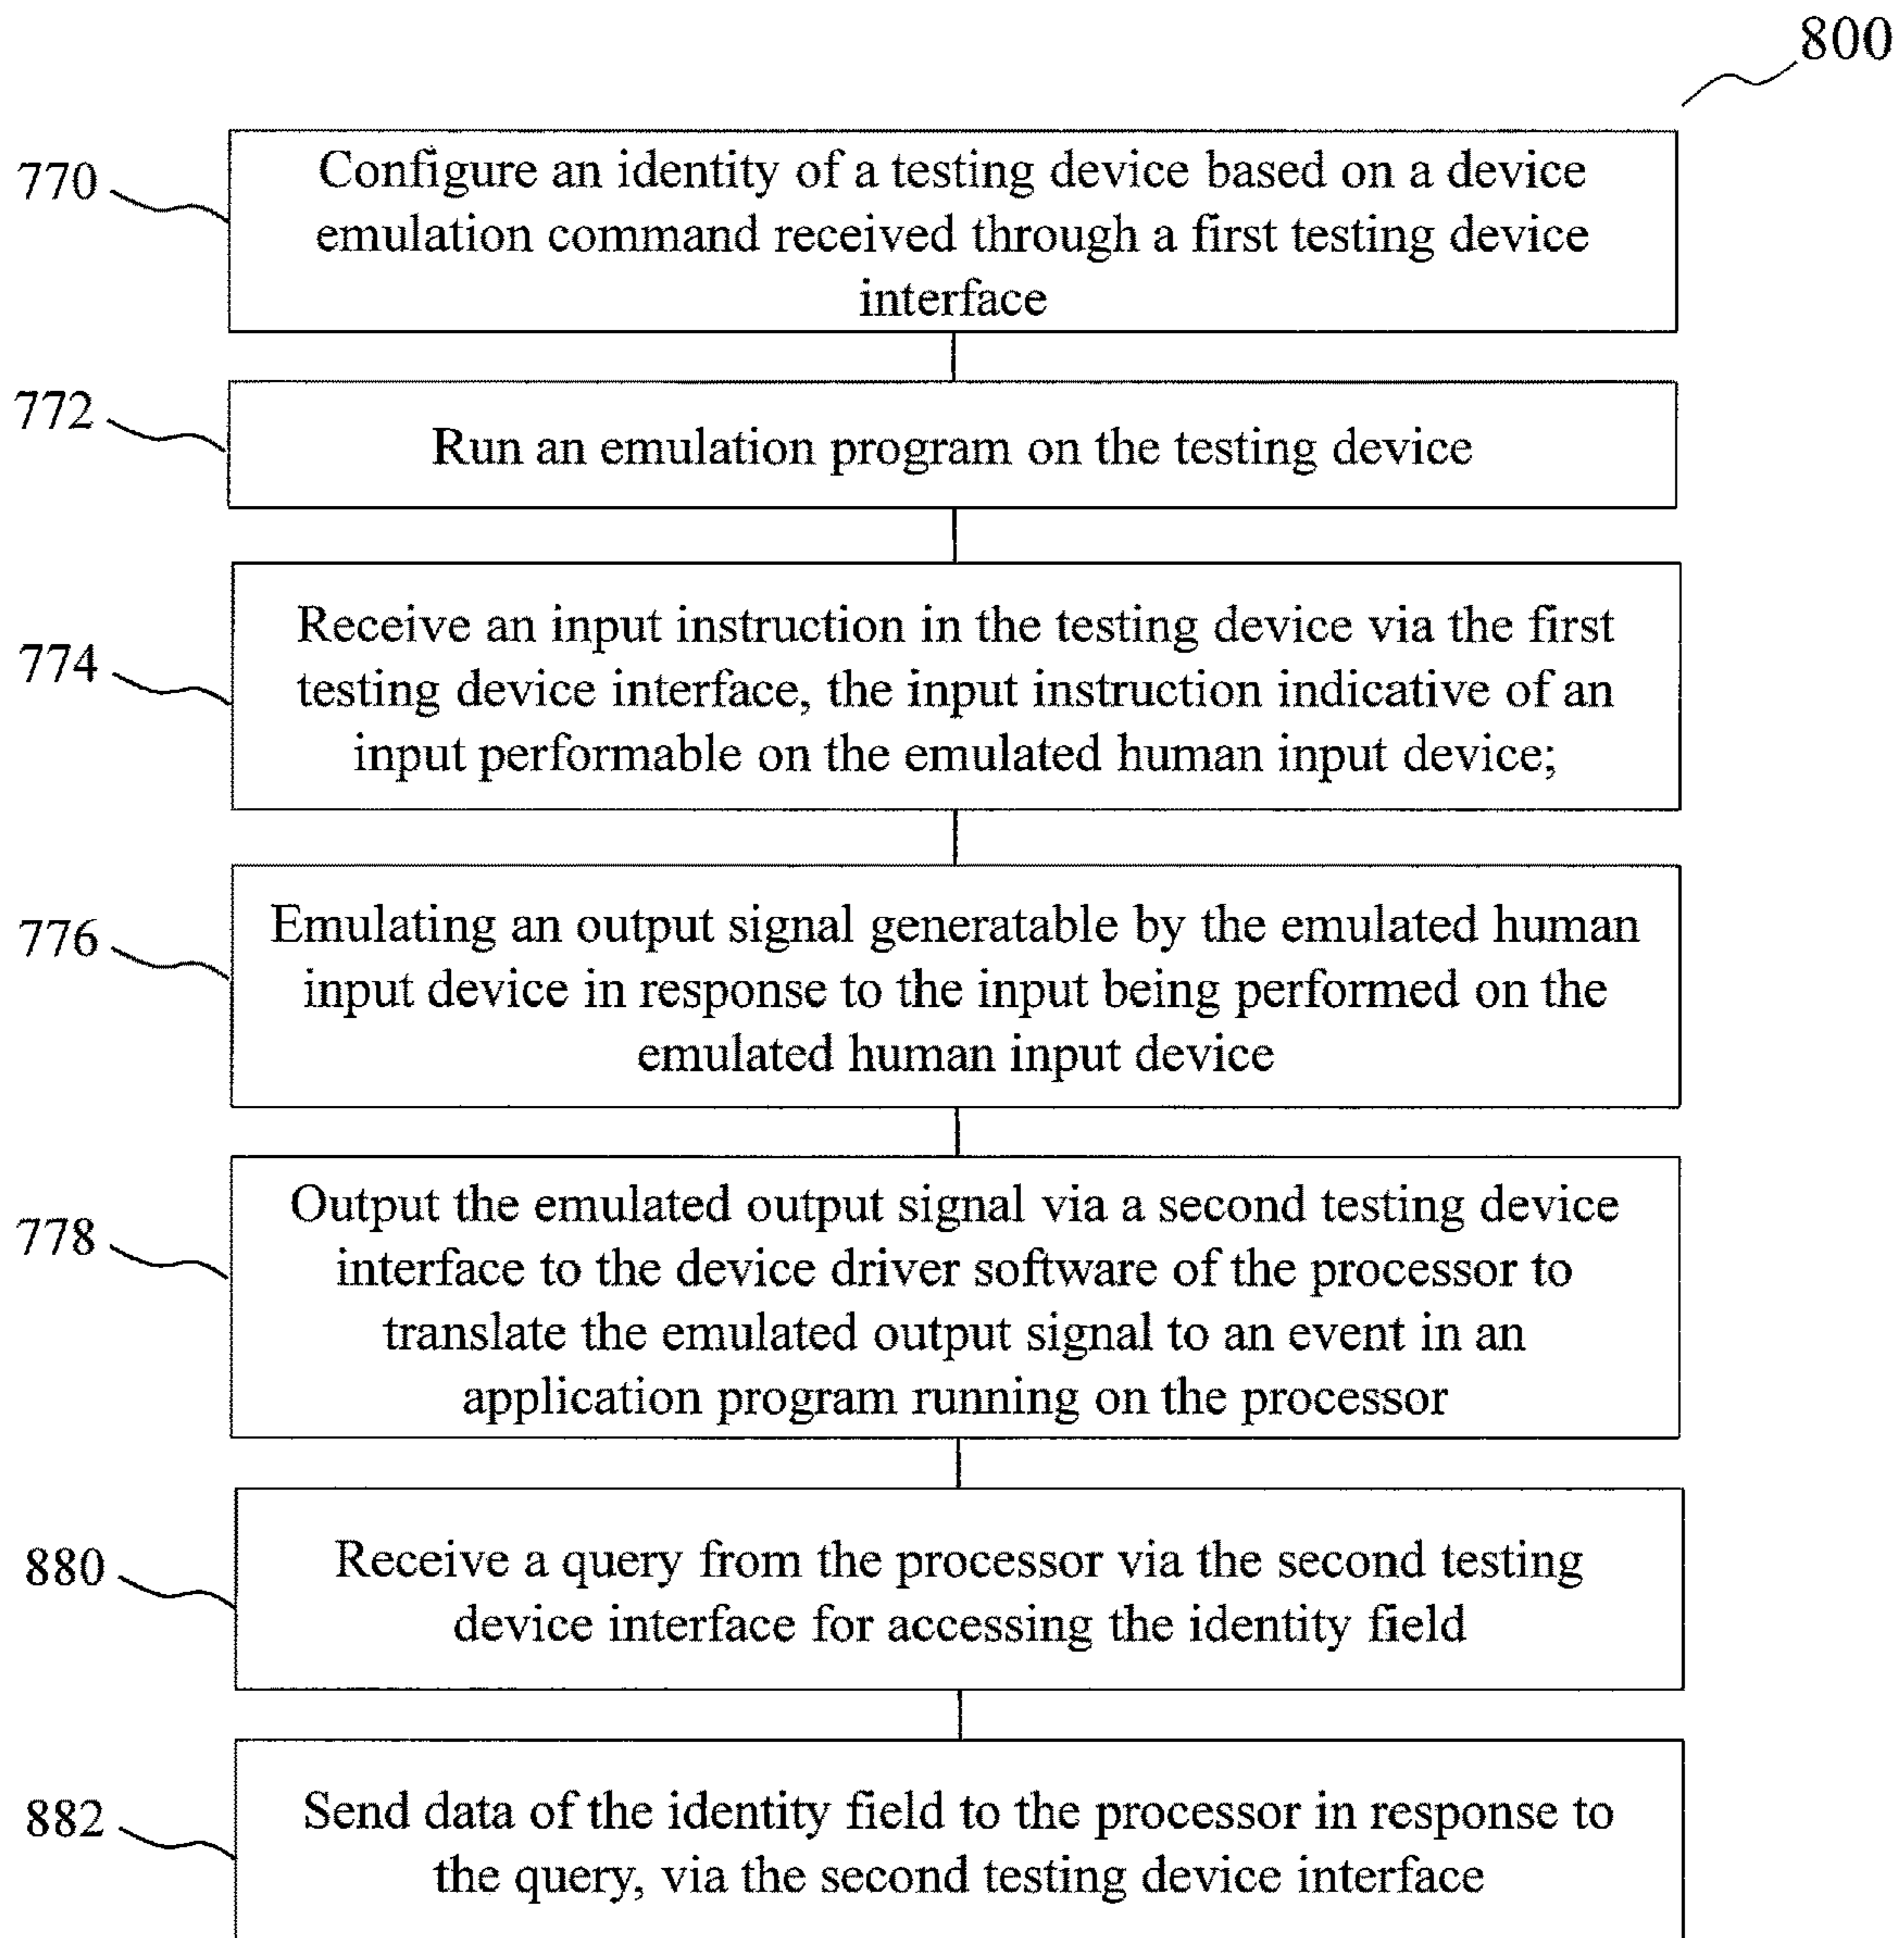 800
770
Configure an identity of a testing device based on a device
emulation command received through a first testing device
interface
772
Run an emulation program on the testing device
774
Receive an input instruction in the testing device via the first
testing device interface, the input instruction indicative of an
input performable on the emulated human input device;
776
Emulating an output signal generatable by the emulated human
input device in response to the input being performed on the
emulated human input device
778
Output the emulated output signal via a second testing device
interface to the device driver software of the processor to
translate the emulated output signal to an event in an
application program running on the processor
880
Receive a query from the processor via the second testing
device interface for accessing the identity field
882
Send data of the identity field to the processor in response to
the query, via the second testing device interface